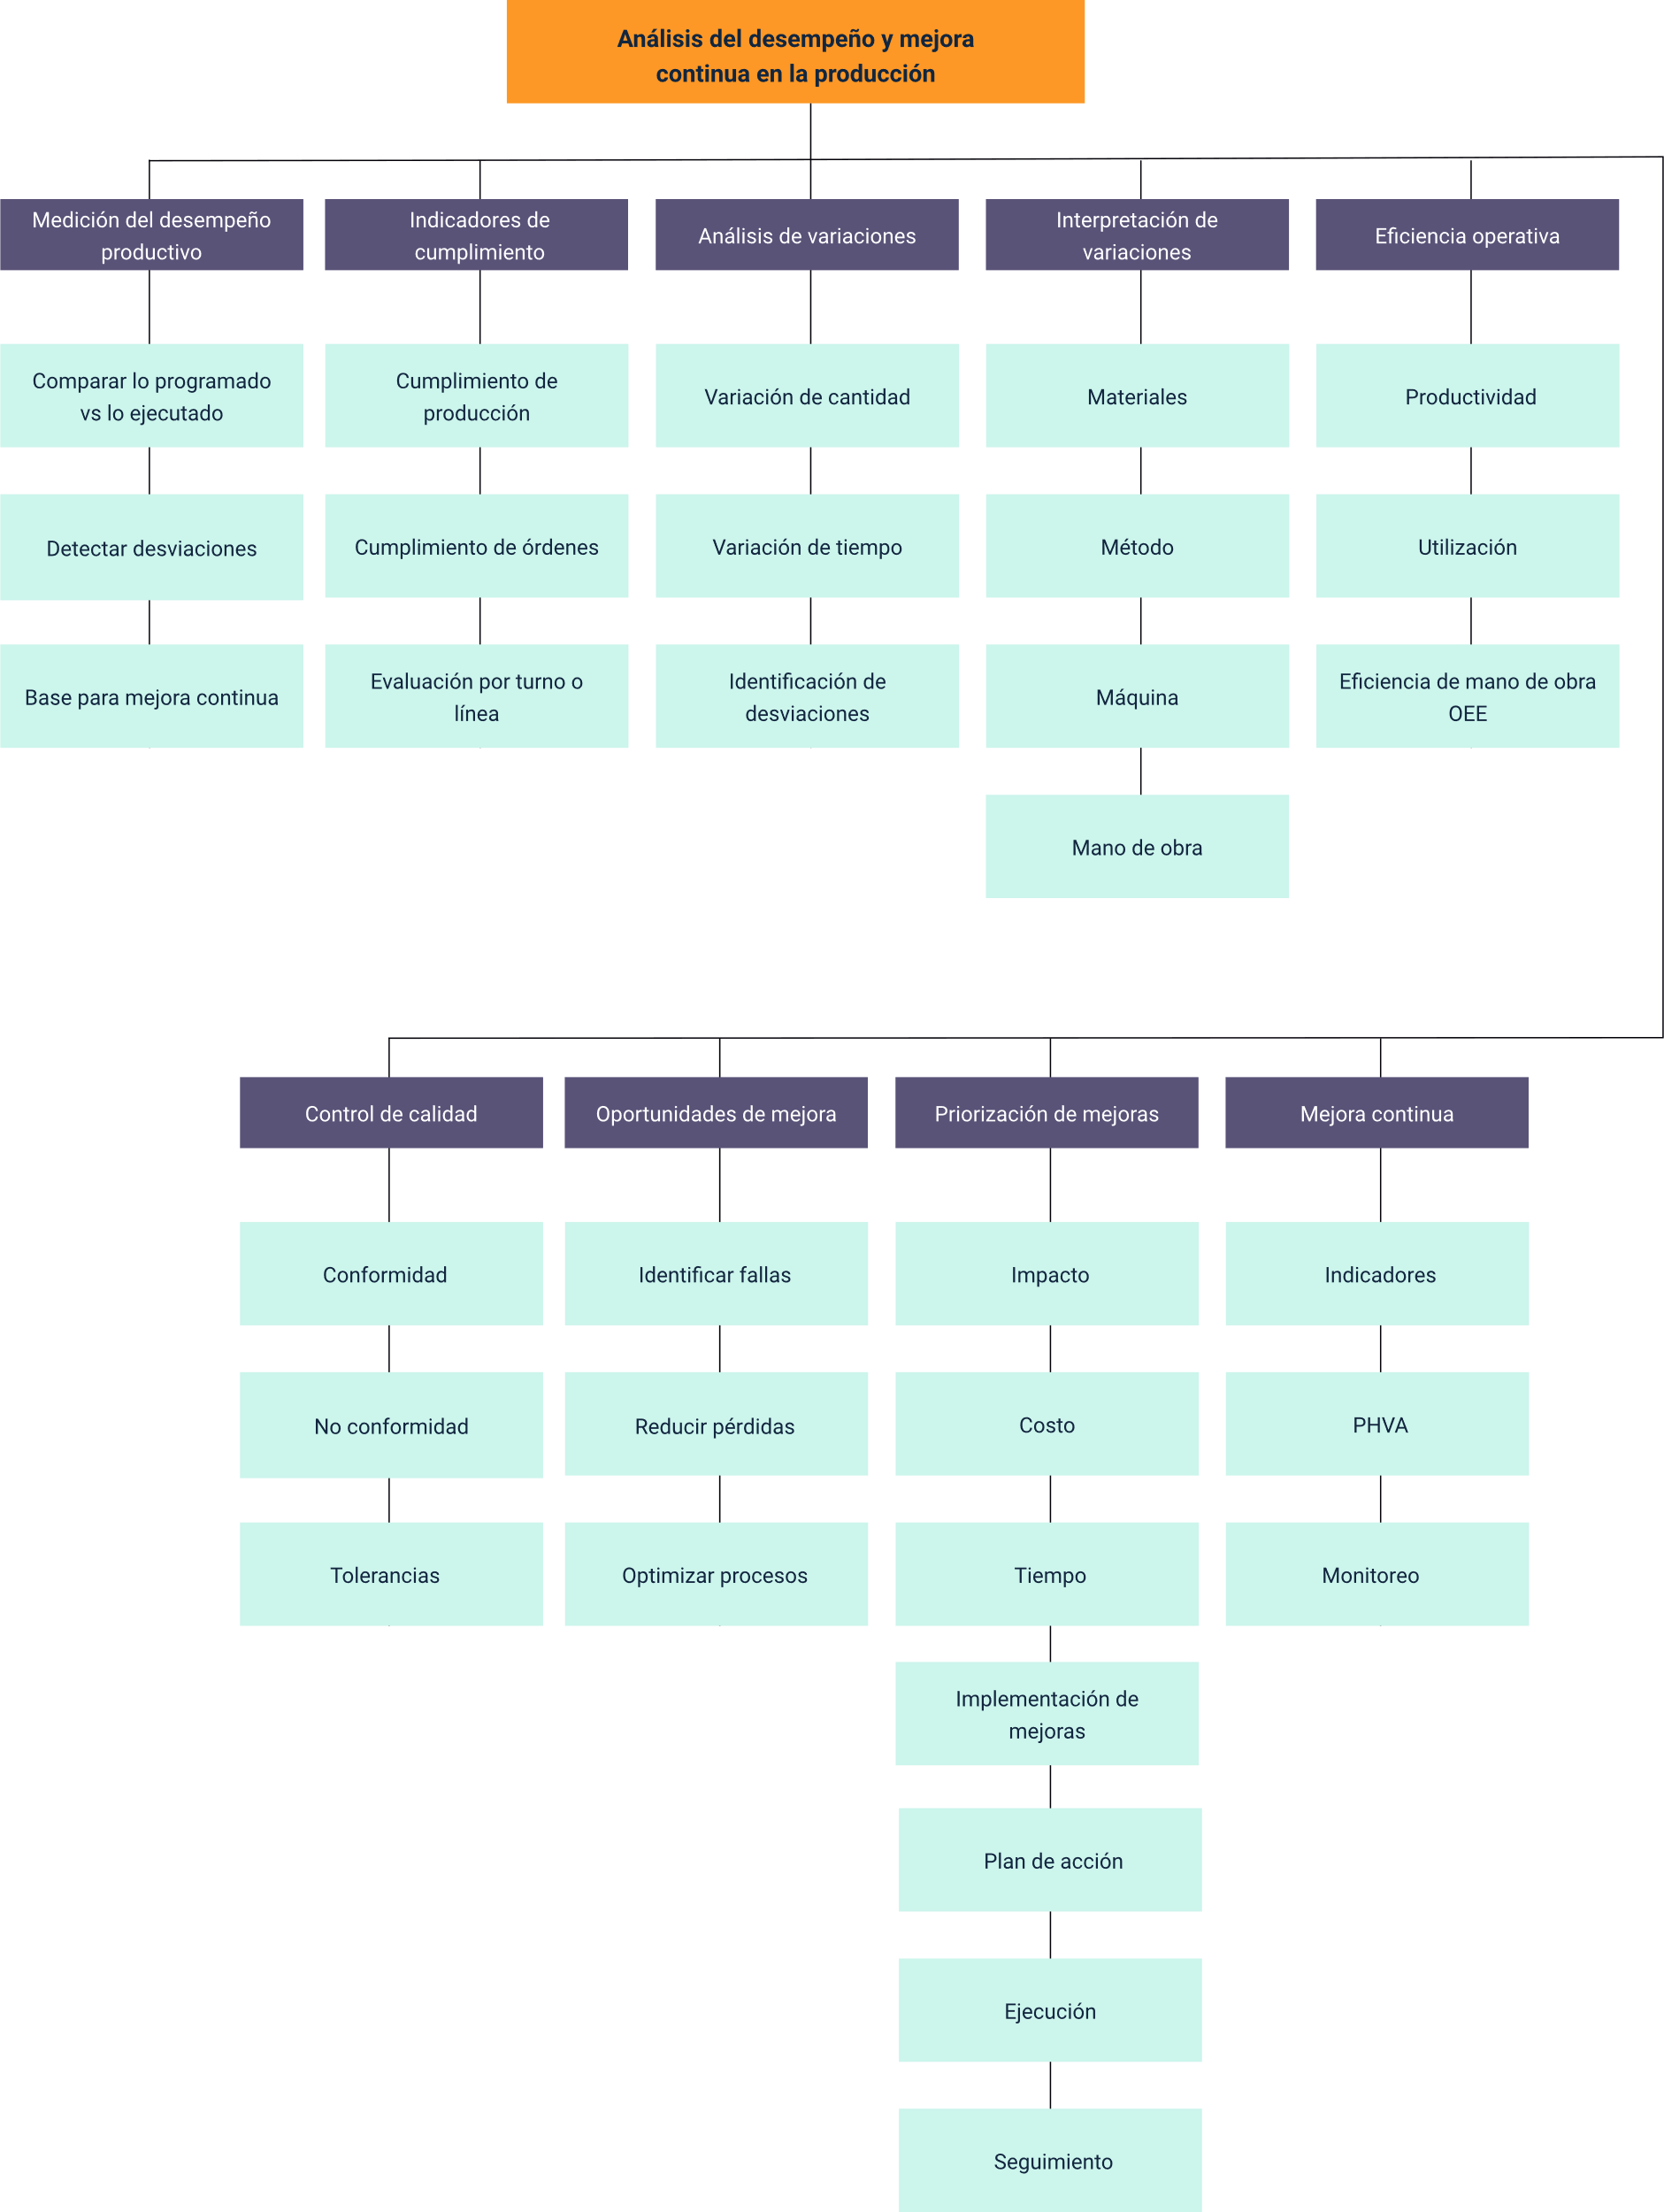 Análisis del desempeño y mejora
continua en la producción
Medición del desempeño
productivo
Indicadores de
cumplimiento
Análisis de variaciones
Interpretación de
variaciones
Eficiencia operativa
Comparar lo programado
vs lo ejecutado
Cumplimiento de
producción
Variación de cantidad
Materiales
Productividad
Detectar desviaciones
Cumplimiento de órdenes
Variación de tiempo
Método
Utilización
Base para mejora continua
Evaluación por turno o
línea
Identificación de
desviaciones
Máquina
Eficiencia de mano de obra
OEE
Mano de obra
Control de calidad
Oportunidades de mejora
Priorización de mejoras
Mejora continua
Conformidad
Identificar fallas
Impacto
Indicadores
No conformidad
Reducir pérdidas
Costo
PHVA
Tolerancias
Optimizar procesos
Tiempo
Monitoreo
Implementación de
mejoras
Plan de acción
Ejecución
Seguimiento